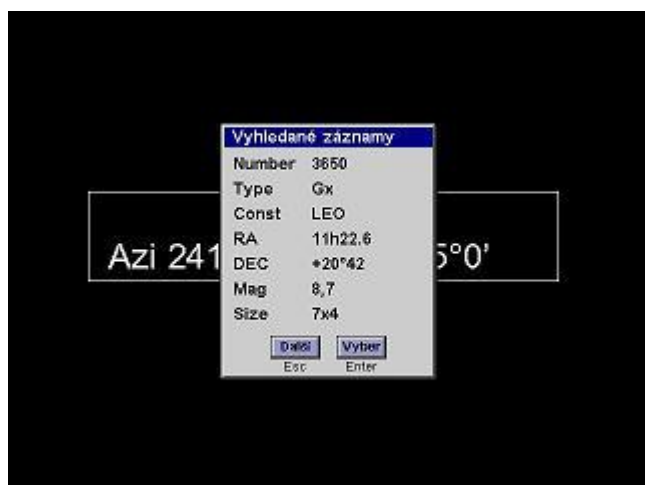 Vyhledané záznamy
Number 3650
Type Gx
Const LEO
RA 11h22.6
Azi 241 5°0'
DEC +20°42
Mag 8,7
Size 7x4
Další Vyber
Esc Enter